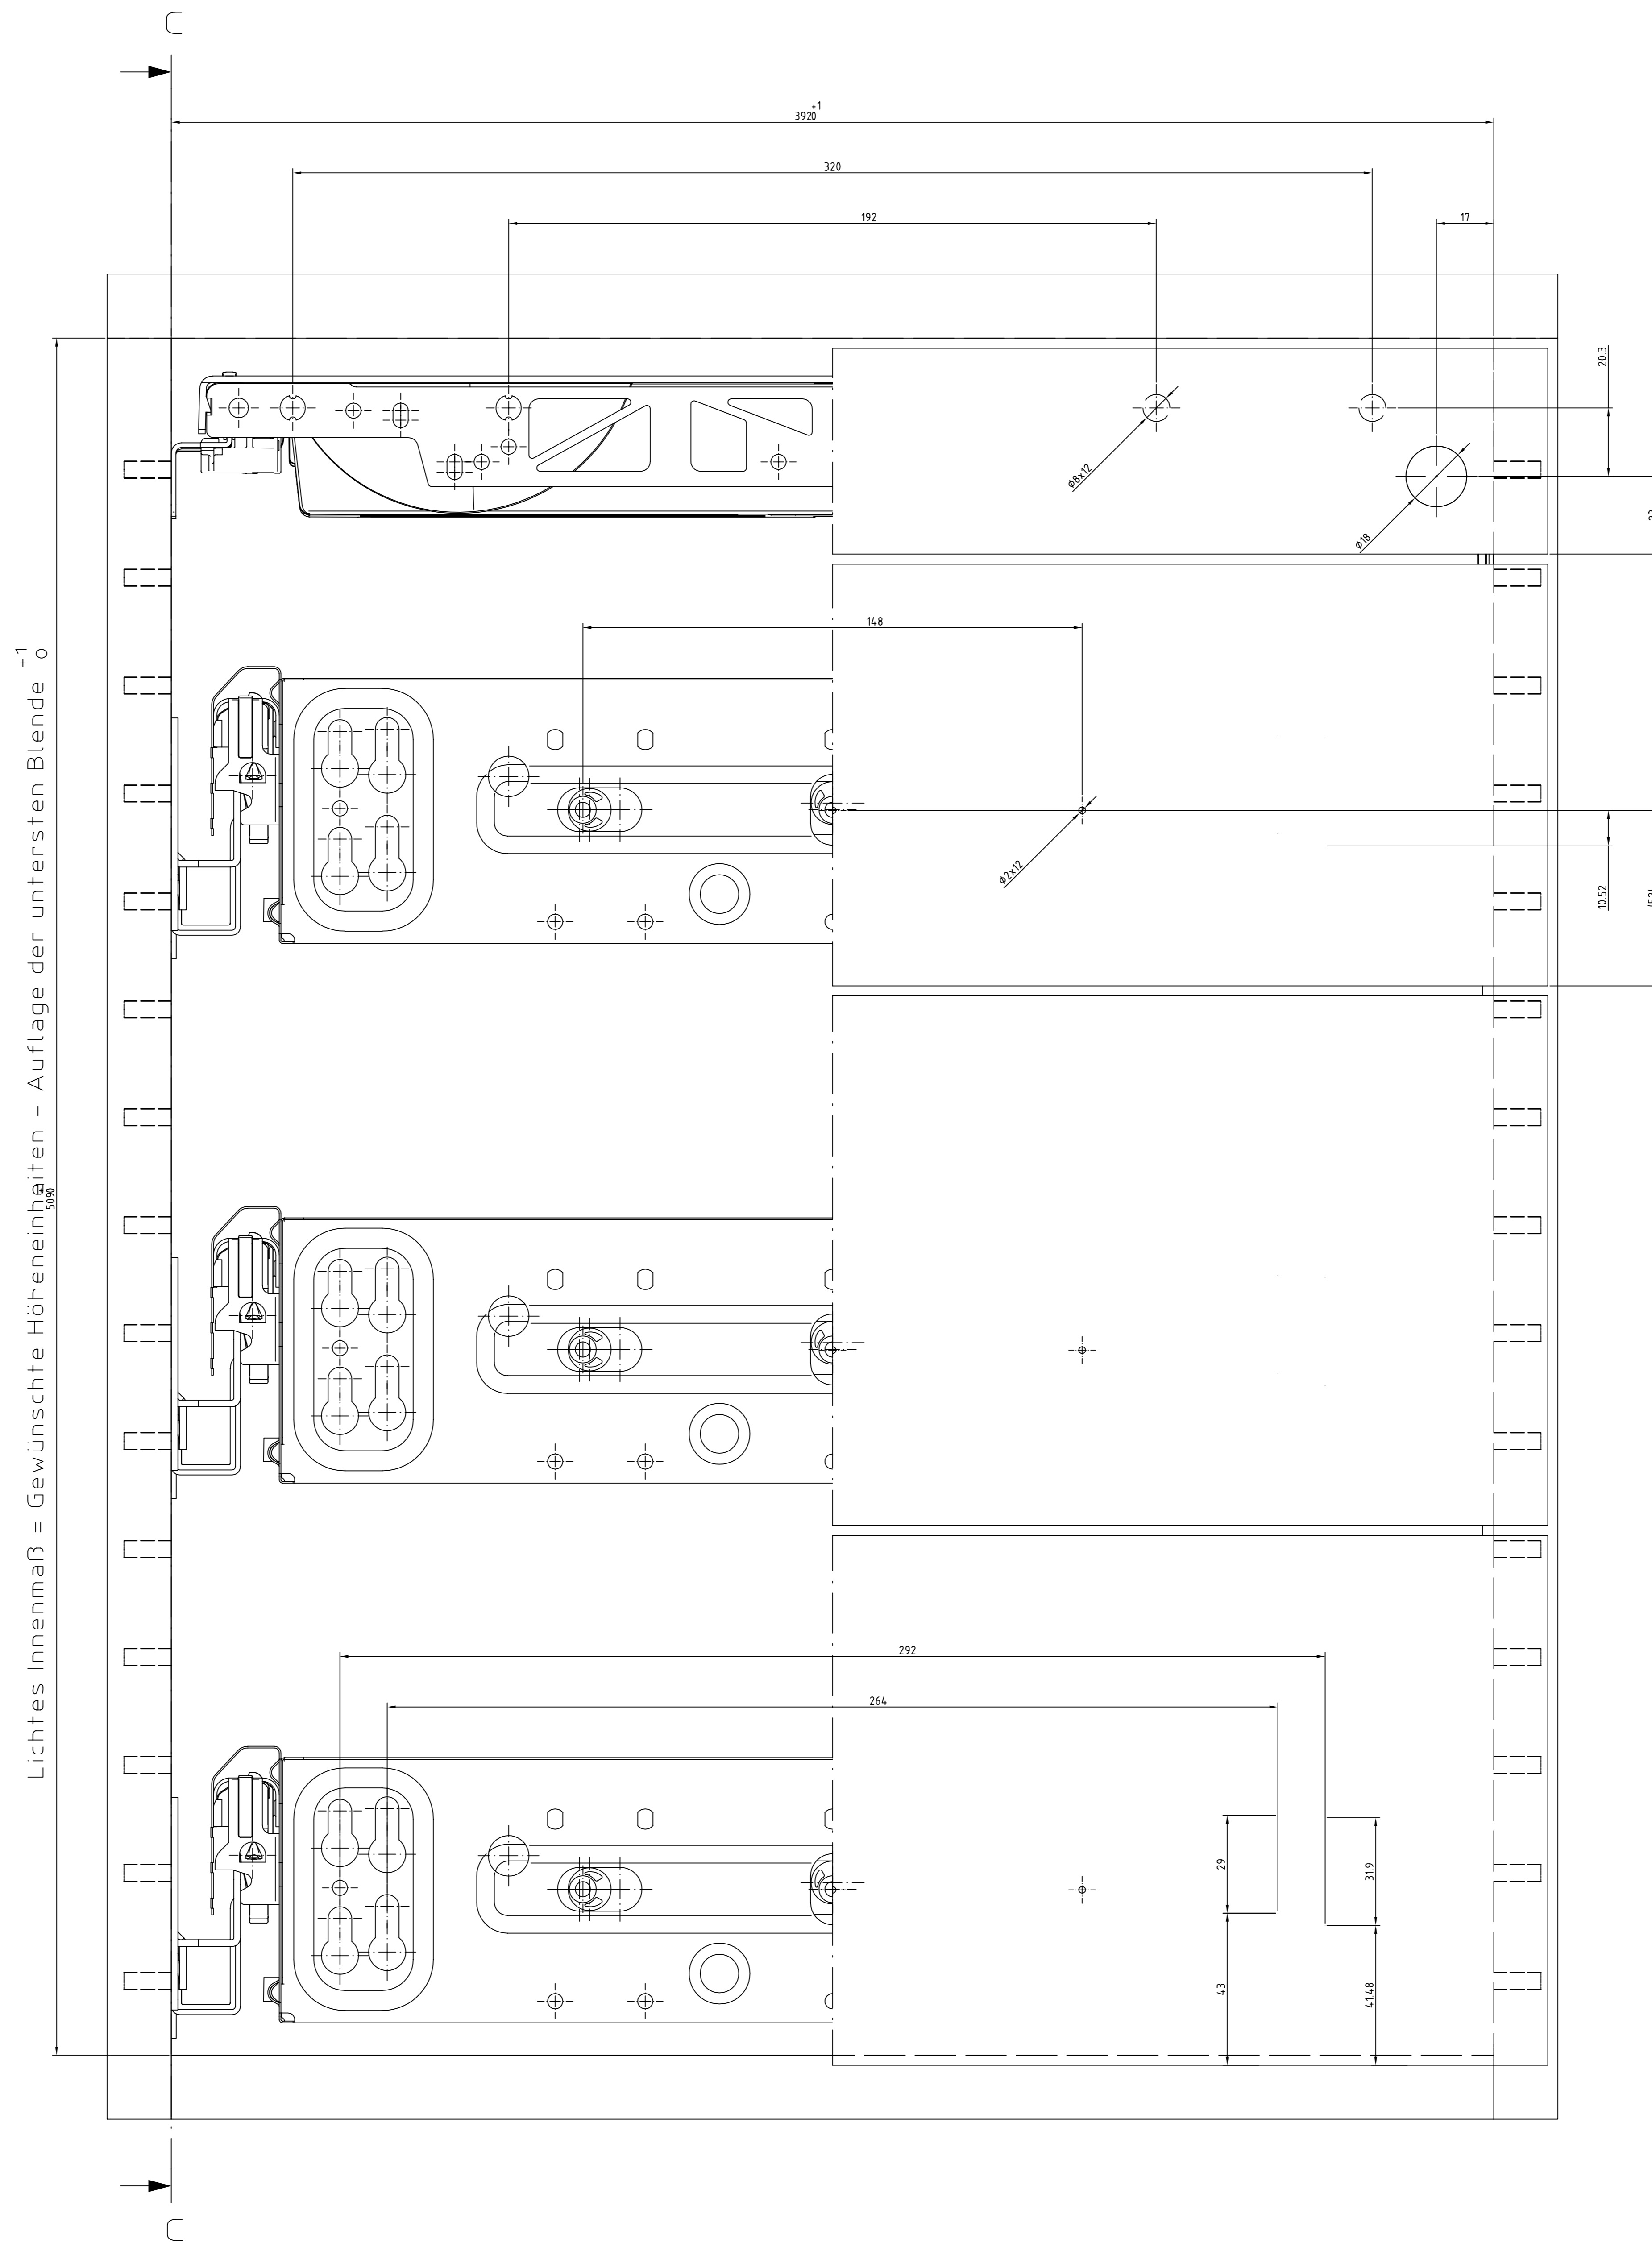 C
+1
3920
320
192
17
20.3
Ø8x12
Ø18
148
Ø2x12
10.52
Lichtes Innenmaß = Gewünschte Höheneinheiten - Auflage der untersten Blende +1 0
5090
292
264
29
31.9
43
41.48
C